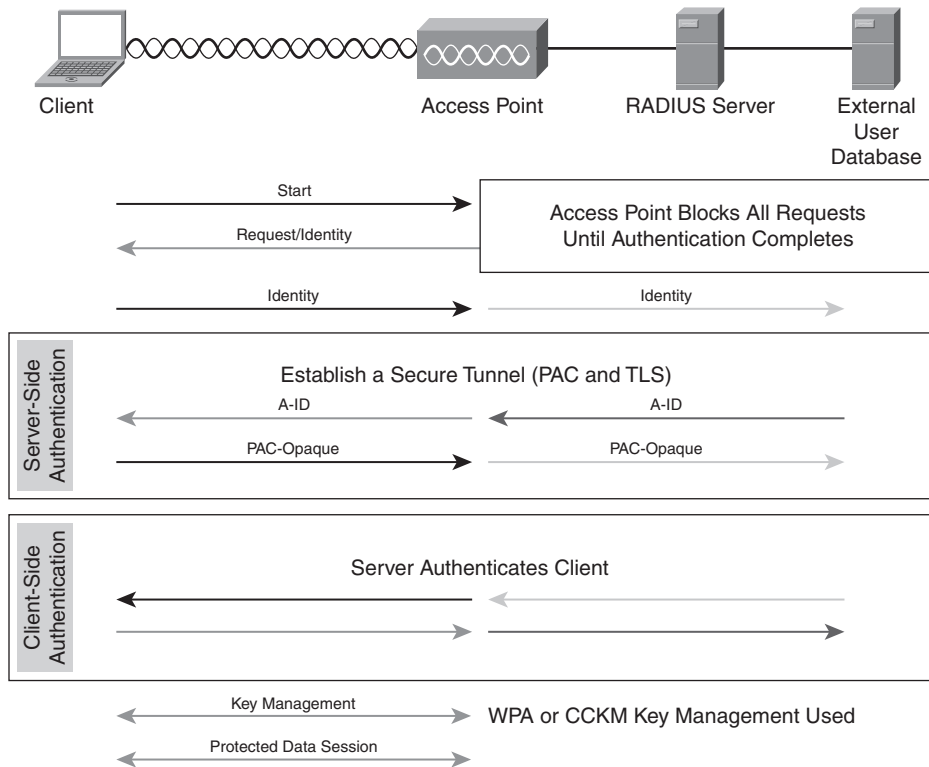 Client
Access Point
RADIUS Server
External
User
Database
Start
Access Point Blocks All Requests
Until Authentication Completes
Request/Identity
Identity
Identity
Server-Side
Authentication
Establish a Secure Tunnel (PAC and TLS)
A-ID
A-ID
PAC-Opaque
PAC-Opaque
Client-Side
Authentication
Server Authenticates Client
Key Management
WPA or CCKM Key Management Used
Protected Data Session